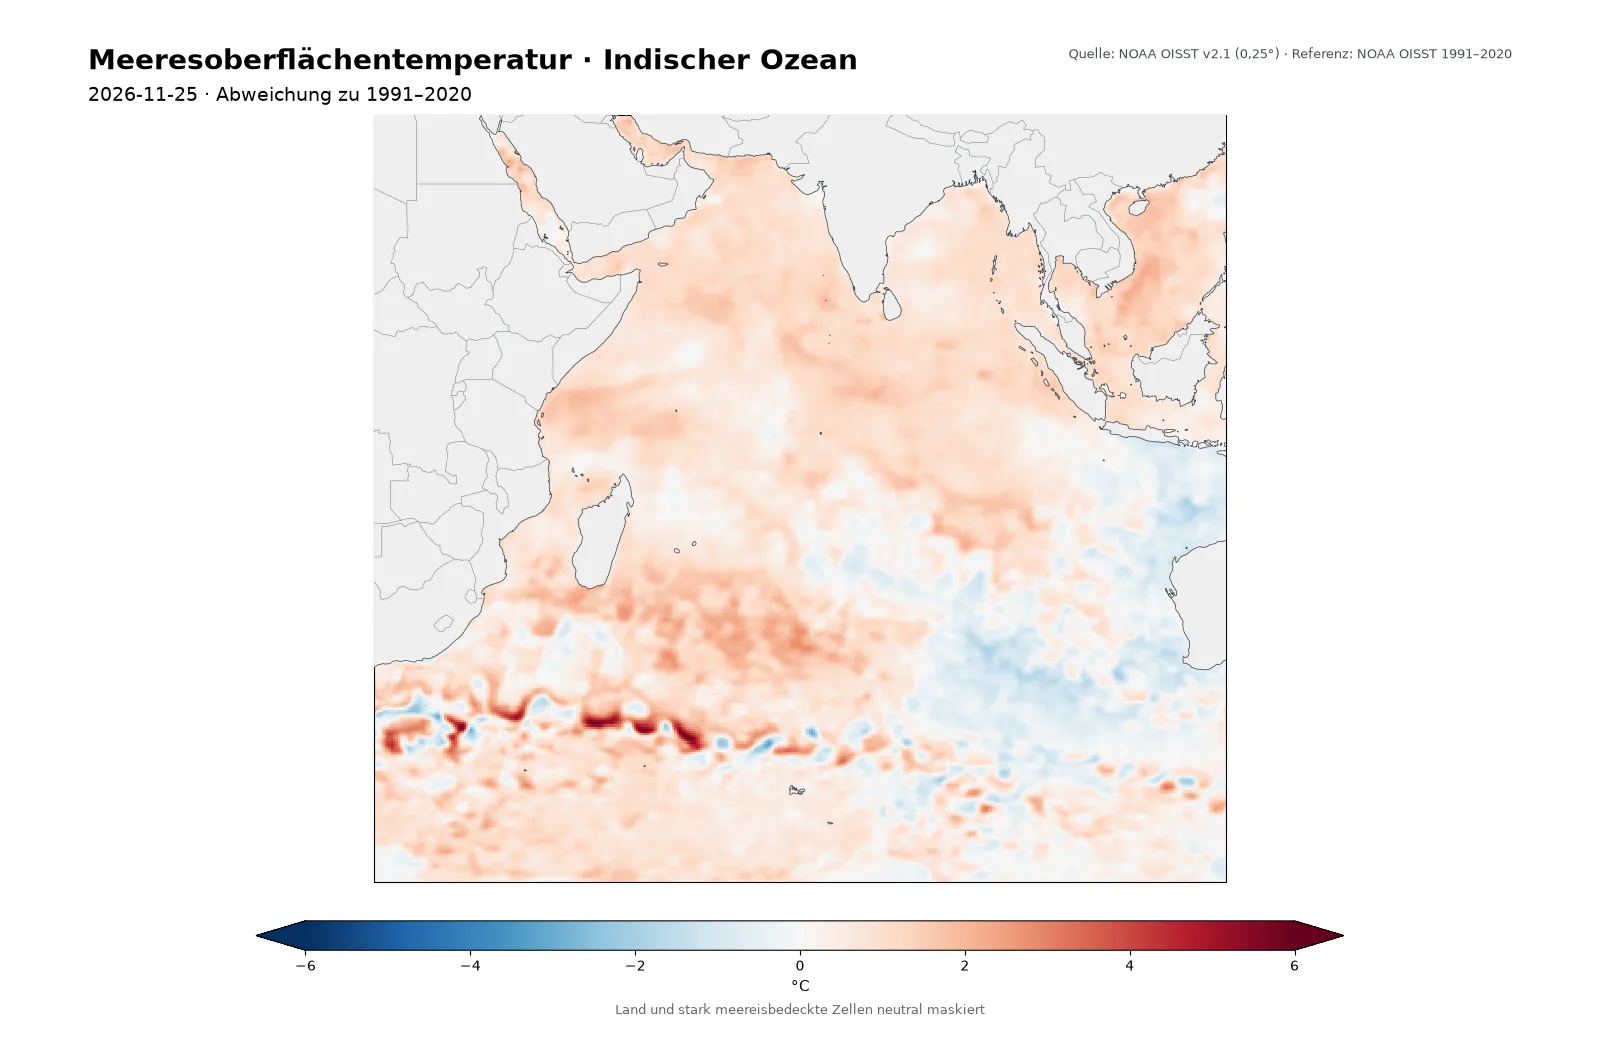 Meeresoberflächentemperatur · Indischer Ozean
Quelle: NOAA OISST v2.1 (0,25°) · Referenz: NOAA OISST 1991–2020
2026-11-25 · Abweichung zu 1991–2020
−6 −4 −2 0 2 4 6
°C
Land und stark meereisbedeckte Zellen neutral maskiert